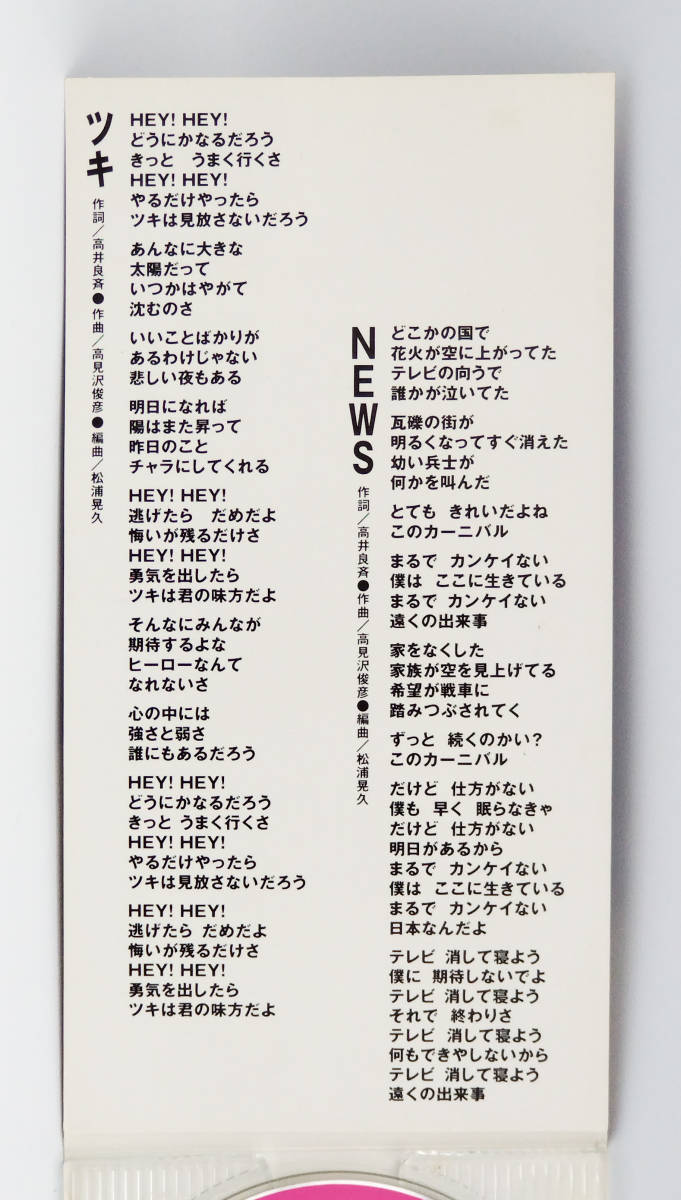 ツキ
作詞/高井良斉●作曲/高見沢俊彦●編曲/松浦晃久
HEY! HEY!
どうにかなるだろう
きっと　うまく行くさ
HEY! HEY!
やるだけやったら
ツキは見放さないだろう
あんなに大きな
太陽だって
いつかはやがて
沈むのさ
いいことばかりが
あるわけじゃない
悲しい夜もある
明日になれば
陽はまた昇って
昨日のこと
チャラにしてくれる
HEY! HEY!
逃げたら　だめだよ
悔いが残るだけさ
HEY! HEY!
勇気を出したら
ツキは君の味方だよ
そんなにみんなが
期待するよな
ヒーローなんて
なれないさ
心の中には
強さと弱さ
誰にもあるだろう
HEY! HEY!
どうにかなるだろう
きっと うまく行くさ
HEY! HEY!
やるだけやったら
ツキは見放さないだろう
HEY! HEY!
逃げたら だめだよ
悔いが残るだけさ
HEY! HEY!
勇気を出したら
ツキは君の味方だよ
NEWS
作詞/高井良斉●作曲/高見沢俊彦●編曲/松浦晃久
どこかの国で
花火が空に上がってた
テレビの向うで
誰かが泣いてた
瓦礫の街が
明るくなってすぐ消えた
幼い兵士が
何かを叫んだ
とても きれいだよね
このカーニバル
まるで カンケイない
僕は ここに生きている
まるで カンケイない
遠くの出来事
家をなくした
家族が空を見上げてる
希望が戦車に
踏みつぶされてく
ずっと 続くのかい?
このカーニバル
だけど 仕方がない
僕も 早く 眠らなきゃ
だけど 仕方がない
明日があるから
まるで カンケイない
僕は ここに生きている
まるで カンケイない
日本なんだよ
テレビ 消して寝よう
僕に 期待しないでよ
テレビ 消して寝よう
それで 終わりさ
テレビ 消して寝よう
何もできやしないから
テレビ 消して寝よう
遠くの出来事